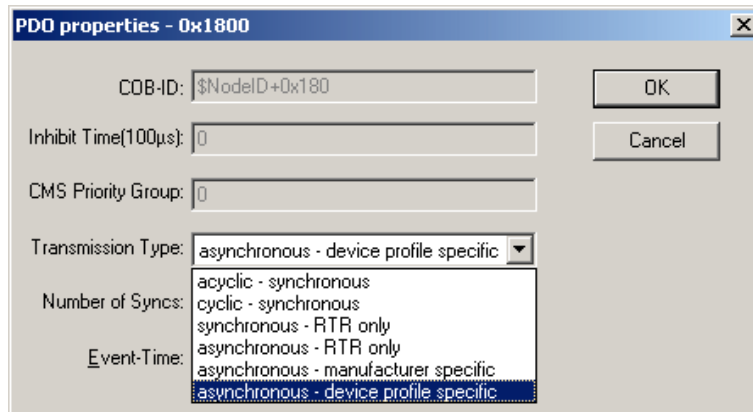 PDO properties - 0x1800
COB-ID: $NodeID+0x180
OK
Inhibit Time(100µs): 0
Cancel
CMS Priority Group: 0
Transmission Type: asynchronous - device profile specific
acyclic - synchronous
Number of Syncs: cyclic - synchronous
synchronous - RTR only
Event-Time: asynchronous - RTR only
asynchronous - manufacturer specific
asynchronous - device profile specific